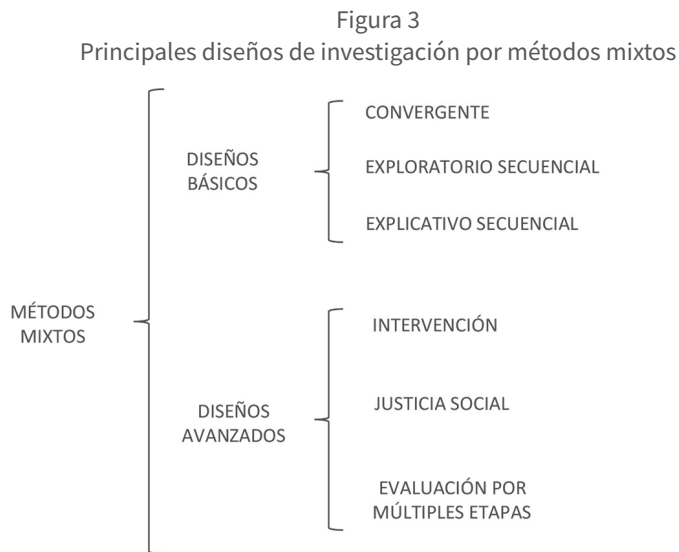 Figura 3
Principales diseños de investigación por métodos mixtos
MÉTODOS
MIXTOS
DISEÑOS
BÁSICOS
CONVERGENTE
EXPLORATORIO SECUENCIAL
EXPLICATIVO SECUENCIAL
DISEÑOS
AVANZADOS
INTERVENCIÓN
JUSTICIA SOCIAL
EVALUACIÓN POR
MÚLTIPLES ETAPAS